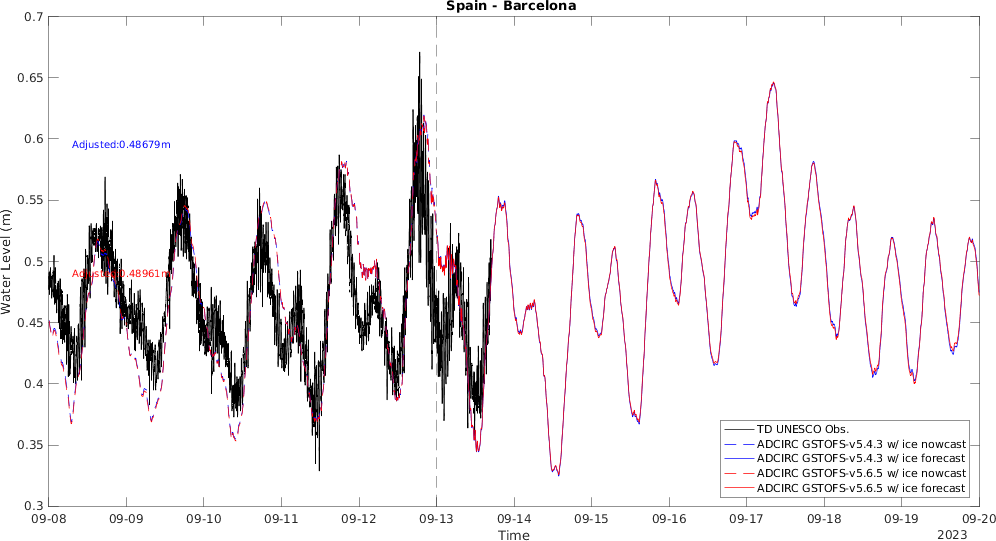 Spain - Barcelona
0.7
0.65
0.6
0.55
0.5
0.45
0.4
0.35
0.3
Water Level (m)
Adjusted:0.48679m
Adjusted:0.48961m
TD UNESCO Obs.
ADCIRC GSTOFS-v5.4.3 w/ ice nowcast
ADCIRC GSTOFS-v5.4.3 w/ ice forecast
ADCIRC GSTOFS-v5.6.5 w/ ice nowcast
ADCIRC GSTOFS-v5.6.5 w/ ice forecast
09-08 09-09 09-10 09-11 09-12 09-13 09-14 09-15 09-16 09-17 09-18 09-19 09-20
Time
2023